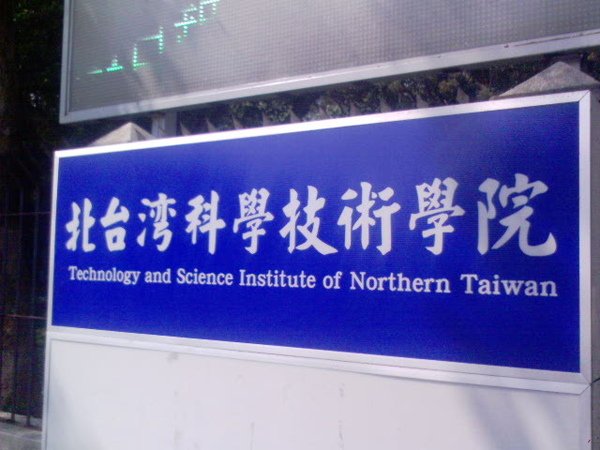 北台湾科學技術學院
Technology and Science Institute of Northern Taiwan